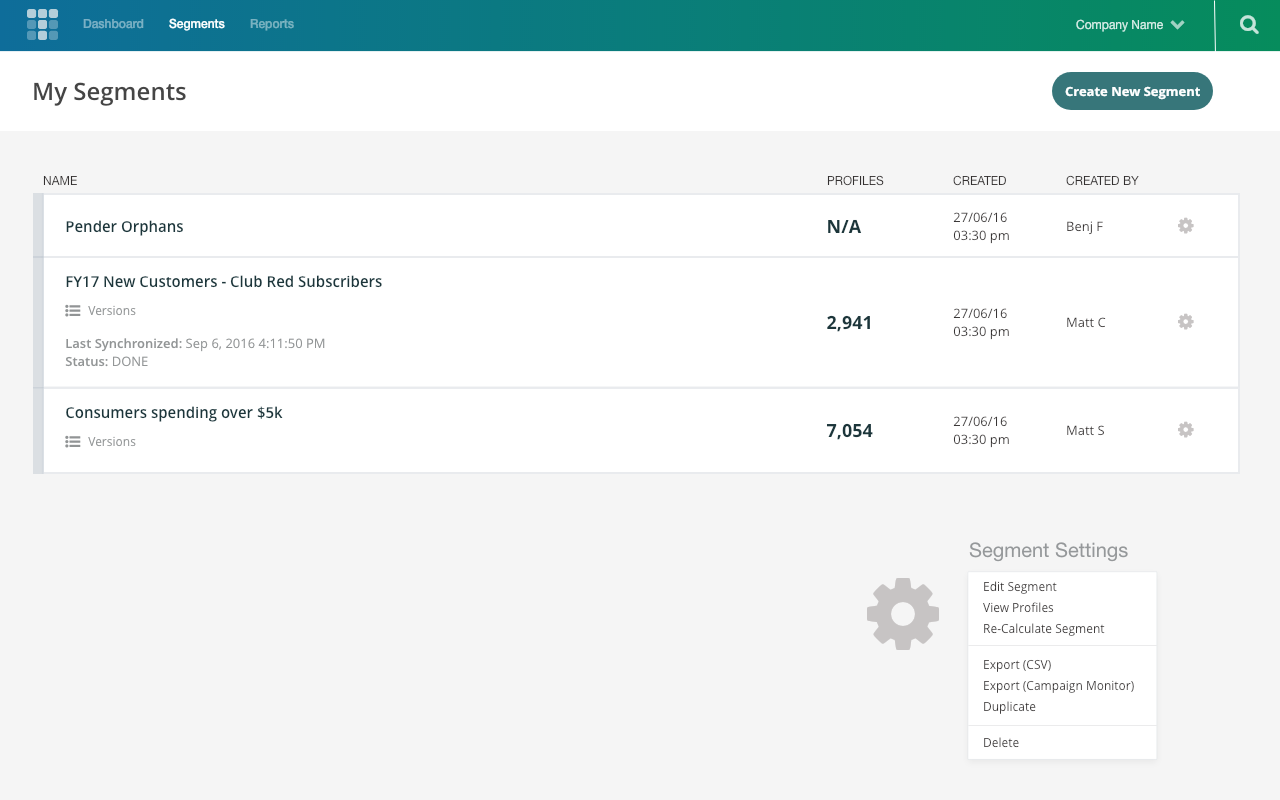 Dashboard Segments Reports Company Name
My Segments Create New Segment
NAME PROFILES CREATED CREATED BY
Pender Orphans N/A 27/06/16 Benj F
03:30 pm
FY17 New Customers - Club Red Subscribers
Versions
2,941 27/06/16 Matt C
03:30 pm
Last Synchronized: Sep 6, 2016 4:11:50 PM
Status: DONE
Consumers spending over $5k
Versions
7,054 27/06/16 Matt S
03:30 pm
Segment Settings
Edit Segment
View Profiles
Re-Calculate Segment
Export (CSV)
Export (Campaign Monitor)
Duplicate
Delete